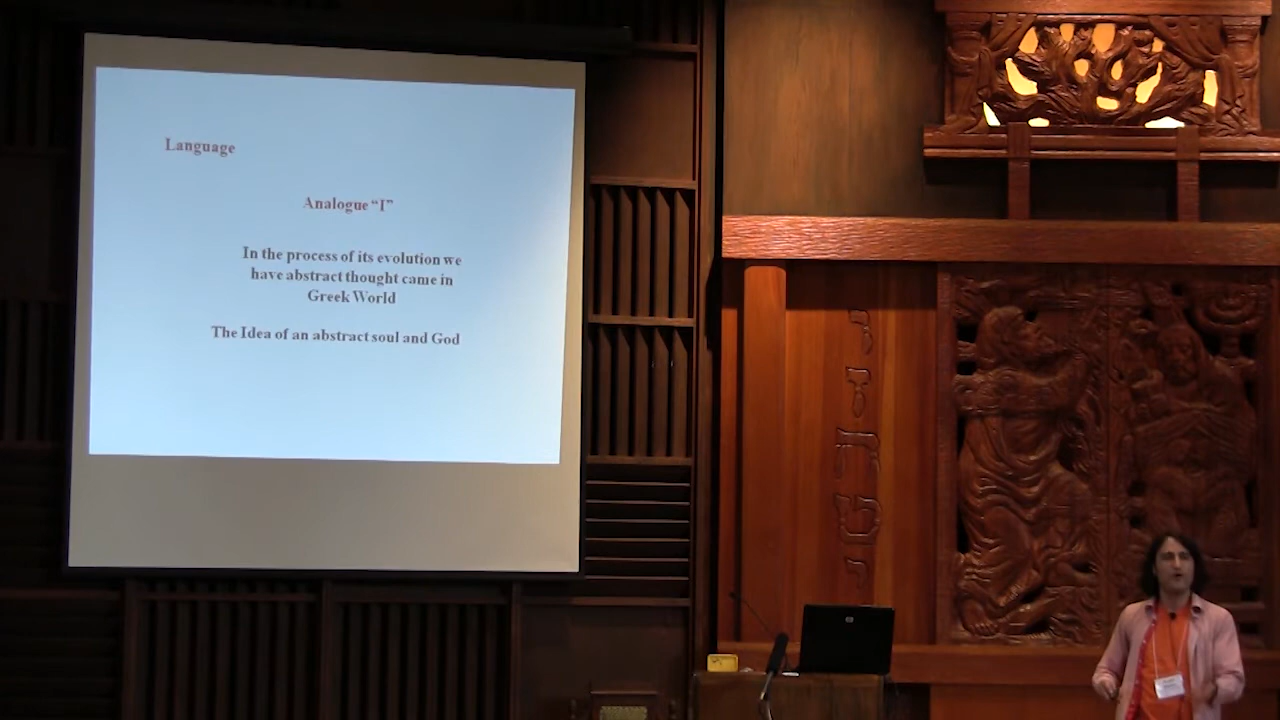 Language
Analogue “I”
In the process of its evolution we
have abstract thought came in
Greek World
The Idea of an abstract soul and God
hp